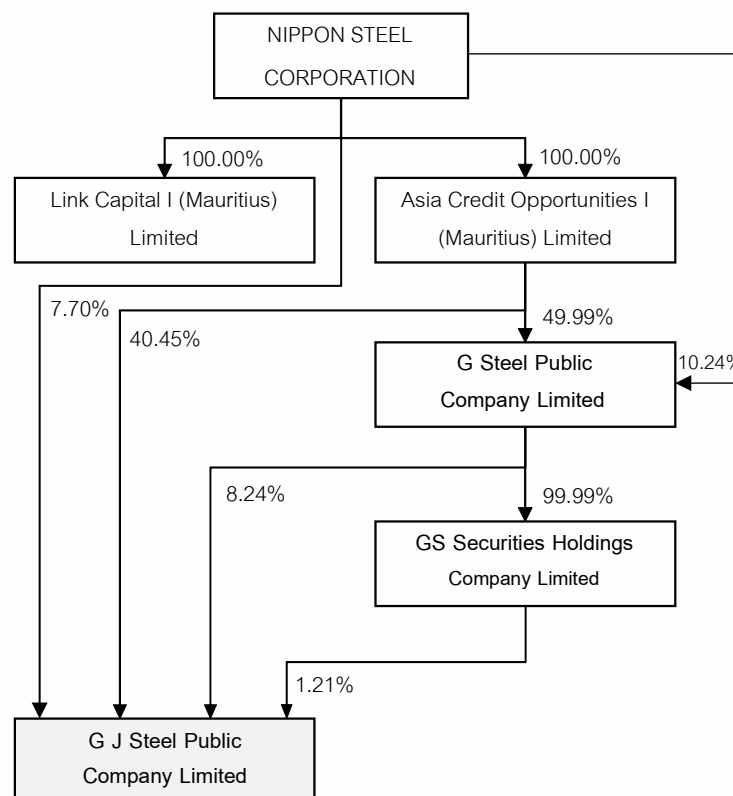 NIPPON STEEL
CORPORATION
100.00%
100.00%
Link Capital I (Mauritius)
Limited
Asia Credit Opportunities I
(Mauritius) Limited
7.70%
40.45%
49.99%
G Steel Public
Company Limited
10.24%
8.24%
99.99%
GS Securities Holdings
Company Limited
1.21%
G J Steel Public
Company Limited